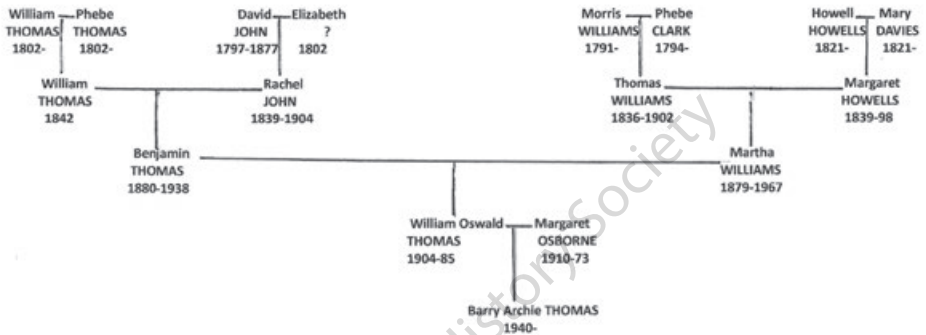 William Phebe
THOMAS THOMAS
1802- 1802-
David Elizabeth
JOHN ?
1797-1877 1802
Morris Phebe
WILLIAMS CLARK
1791- 1794-
Howell Mary
HOWELLS DAVIES
1821- 1821-
William
THOMAS
1842
Rachel
JOHN
1839-1904
Thomas
WILLIAMS
1836-1902
Margaret
HOWELLS
1839-98
Benjamin
THOMAS
1880-1938
Martha
WILLIAMS
1879-1967
William Oswald Margaret
THOMAS OSBORNE
1904-85 1910-73
Barry Archie THOMAS
1940-
History Society